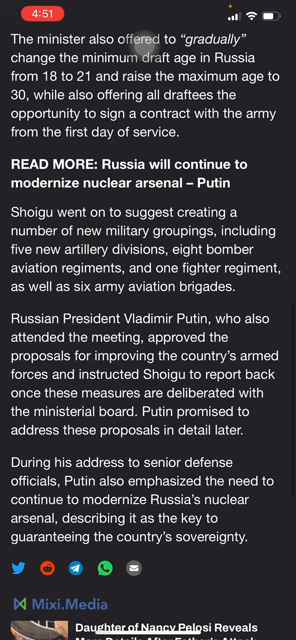 4:51
The minister also offered to “gradually”
change the minimum draft age in Russia
from 18 to 21 and raise the maximum age to
30, while also offering all draftees the
opportunity to sign a contract with the army
from the first day of service.
READ MORE: Russia will continue to
modernize nuclear arsenal – Putin
Shoigu went on to suggest creating a
number of new military groupings, including
five new artillery divisions, eight bomber
aviation regiments, and one fighter regiment,
as well as six army aviation brigades.
Russian President Vladimir Putin, who also
attended the meeting, approved the
proposals for improving the country’s armed
forces and instructed Shoigu to report back
once these measures are deliberated with
the ministerial board. Putin promised to
address these proposals in detail later.
During his address to senior defense
officials, Putin also emphasized the need to
continue to modernize Russia’s nuclear
arsenal, describing it as the key to
guaranteeing the country’s sovereignty.
Mixi.Media
Daughter of Nancy Pelosi Reveals
More Details After Father's Attack